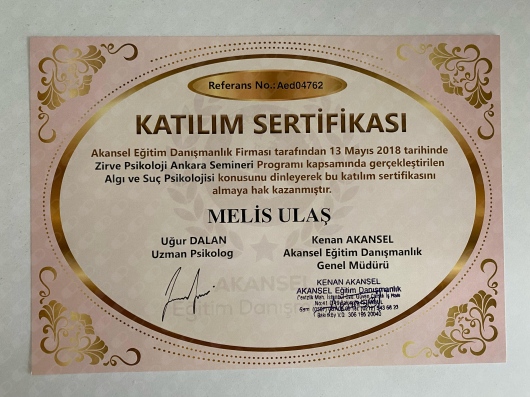 Referans No.: Aed04762
KATILIM SERTİFİKASI
Akansel Eğitim Danışmanlık Firması tarafından 13 Mayıs 2018 tarihinde
Zirve Psikoloji Ankara Semineri Programı kapsamında gerçekleştirilen
Algı ve Suç Psikolojisi konusunu dinleyerek bu katılım sertifikasını
almaya hak kazanmıştır.
MELİS ULAŞ
Uğur DALAN
Uzman Psikolog
Kenan AKANSEL
Akansel Eğitim Danışmanlık
Genel Müdürü
KENAN AKANSEL
AKANSEL Eğitim Danışmanlık
AKANSEL
Eğitim